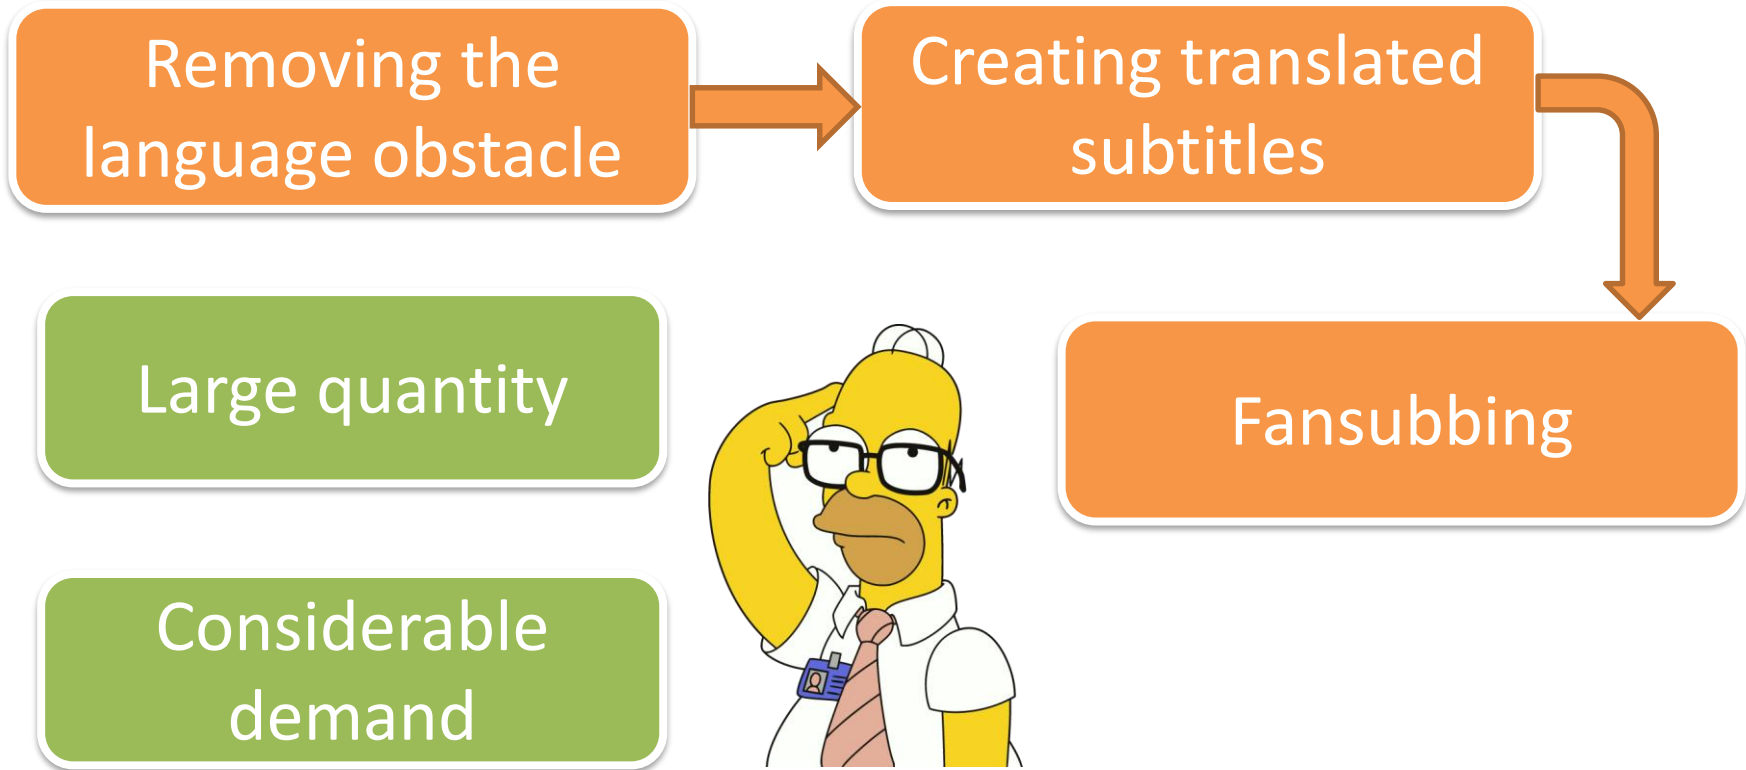 Removing the
language obstacle
Creating translated
subtitles
Large quantity
Fansubbing
Considerable
demand